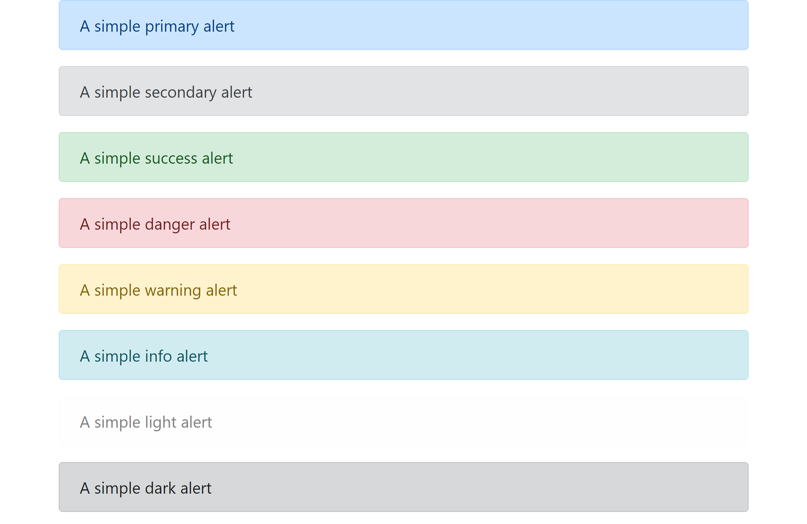 A simple primary alert
A simple secondary alert
A simple success alert
A simple danger alert
A simple warning alert
A simple info alert
A simple light alert
A simple dark alert